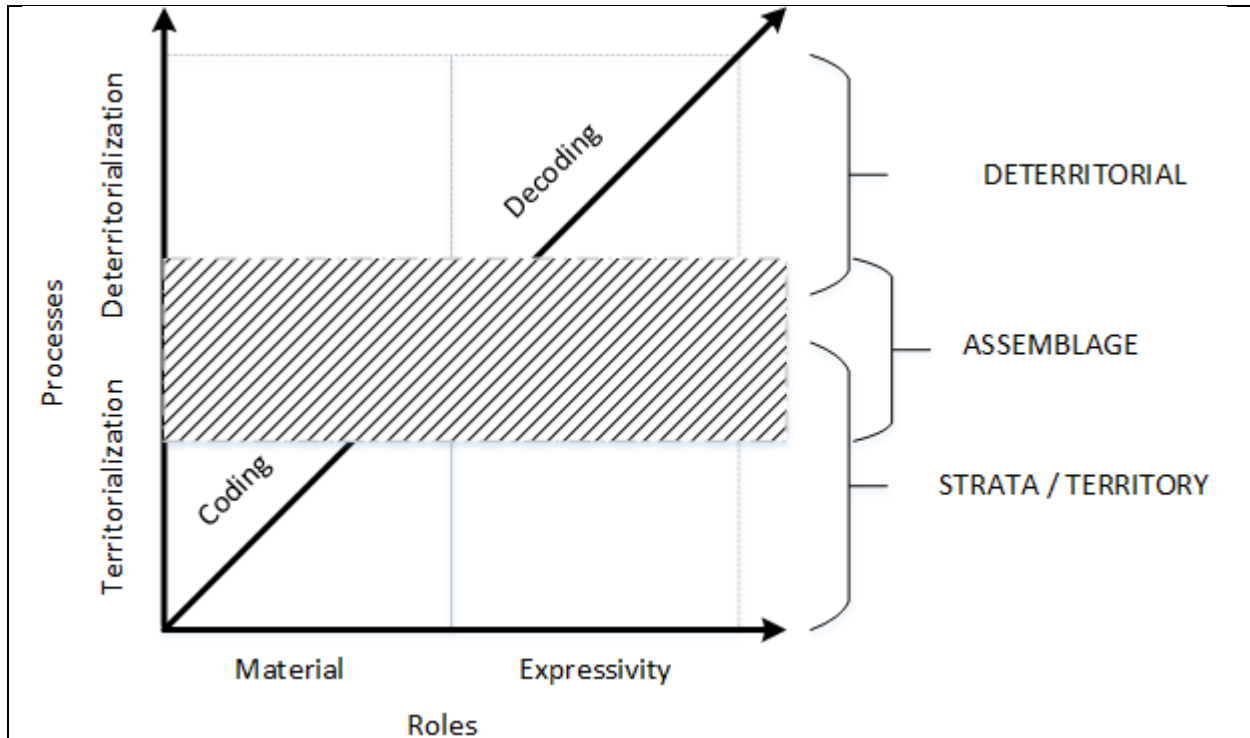 Deterritorialization
Decoding
DETERRITORIAL
Processes
ASSEMBLAGE
Territorialization
Coding
STRATA / TERRITORY
Material
Expressivity
Roles